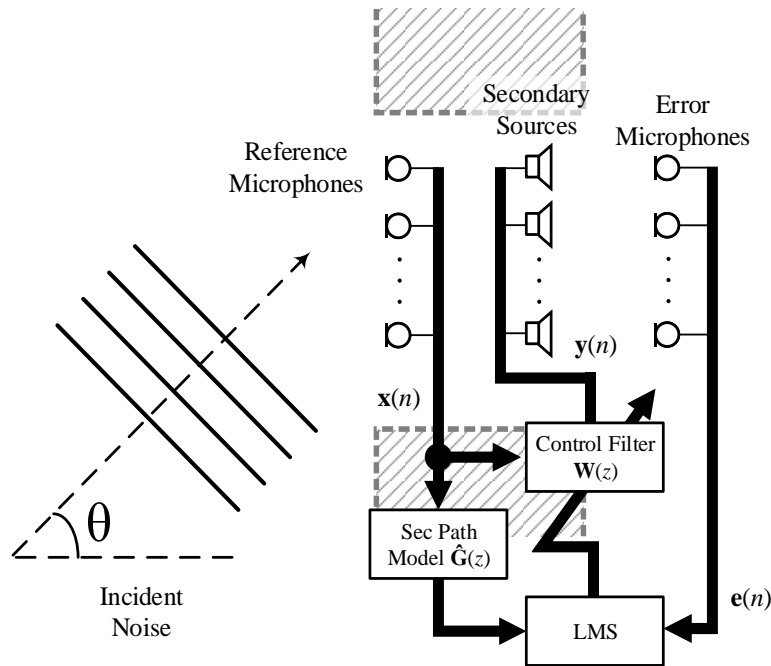 Secondary
Sources
Error
Microphones
Reference
Microphones
y(n)
x(n)
Control Filter
W(z)
θ
Sec Path
Model Ĝ(z)
Incident
Noise
LMS
e(n)